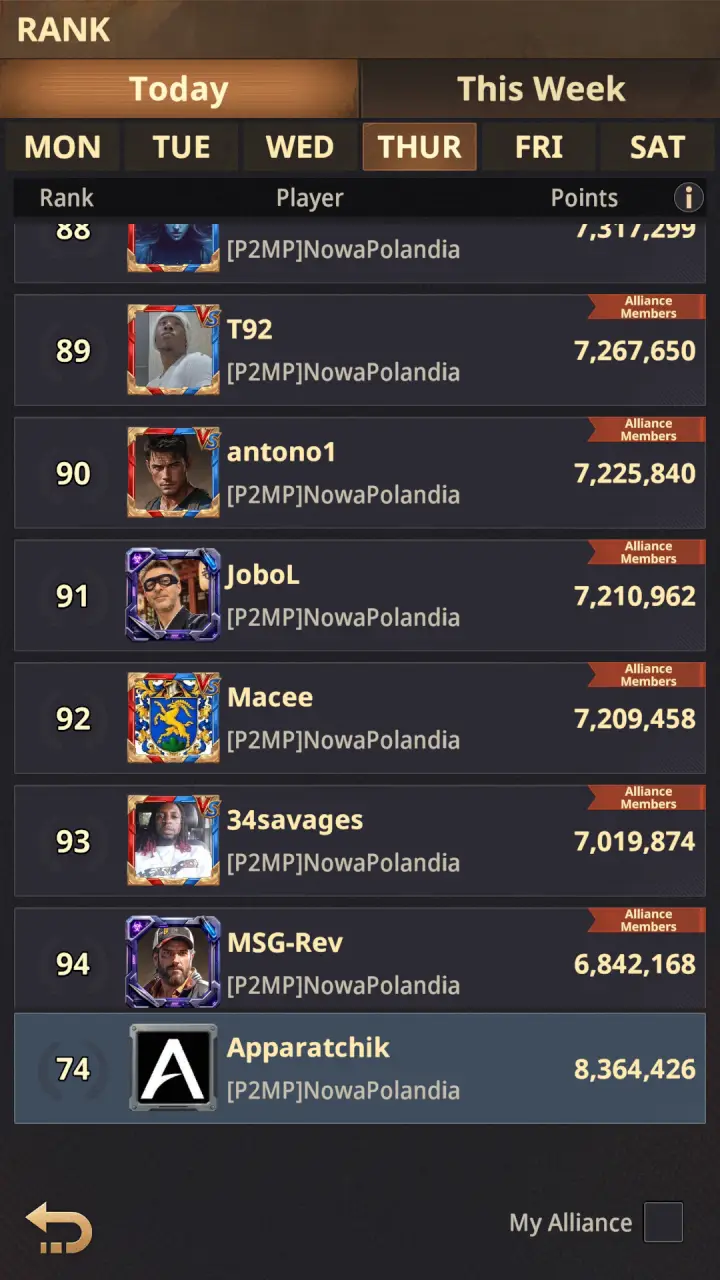 RANK
Today
This Week
MON
TUE
WED
THUR
FRI
SAT
Rank
Player
Points
i
88
[P2MP]NowaPolandia
7,317,299
89
T92
[P2MP]NowaPolandia
Alliance
Members
7,267,650
90
antono1
[P2MP]NowaPolandia
Alliance
Members
7,225,840
91
JoboL
[P2MP]NowaPolandia
Alliance
Members
7,210,962
92
Macee
[P2MP]NowaPolandia
Alliance
Members
7,209,458
93
34savages
[P2MP]NowaPolandia
Alliance
Members
7,019,874
94
MSG-Rev
[P2MP]NowaPolandia
Alliance
Members
6,842,168
74
Apparatchik
[P2MP]NowaPolandia
8,364,426
My Alliance